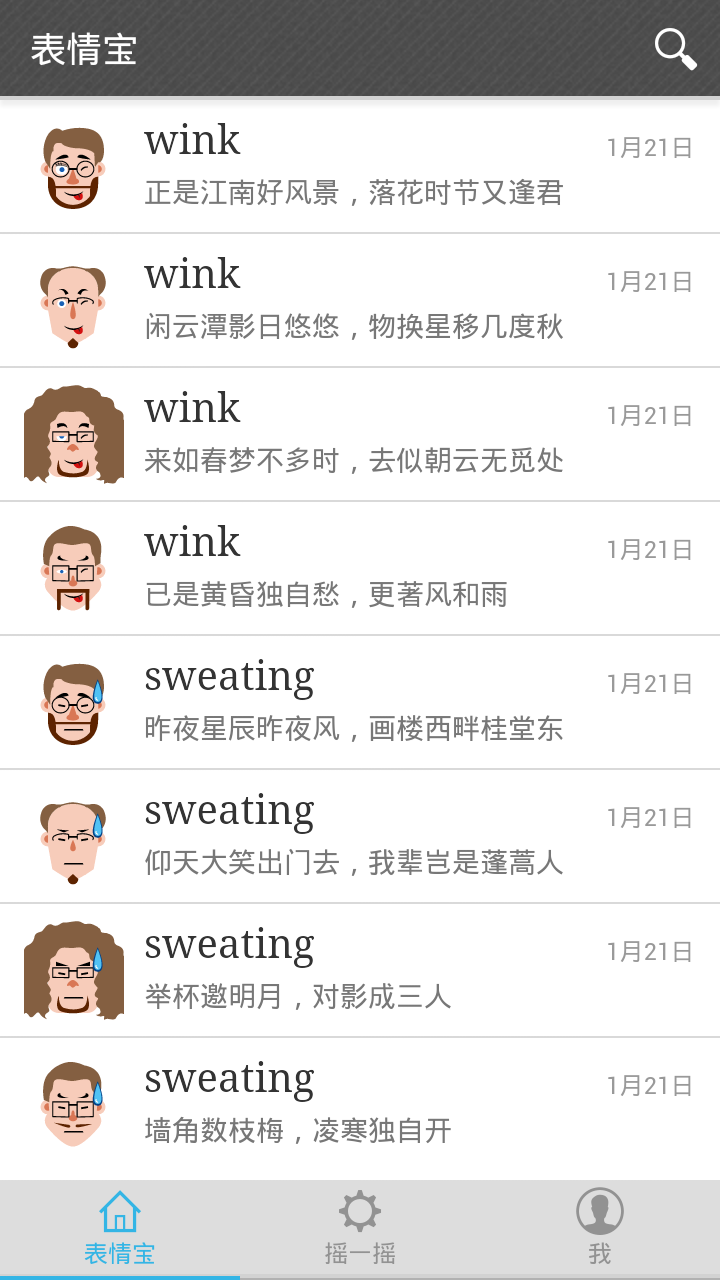 表情宝
wink
1月21日
正是江南好风景，落花时节又逢君
wink
1月21日
闲云潭影日悠悠，物换星移几度秋
wink
1月21日
来如春梦不多时，去似朝云无觅处
wink
1月21日
已是黄昏独自愁，更著风和雨
sweating
1月21日
昨夜星辰昨夜风，画楼西畔桂堂东
sweating
1月21日
仰天大笑出门去，我辈岂是蓬蒿人
sweating
1月21日
举杯邀明月，对影成三人
sweating
1月21日
墙角数枝梅，凌寒独自开
表情宝
摇一摇
我